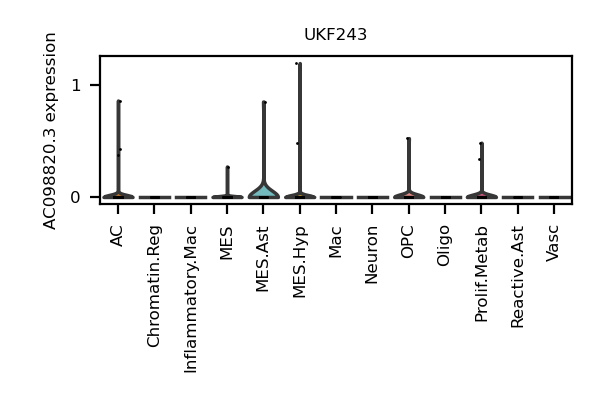 UKF243
AC098820.3 expression
1
0
AC
Chromatin.Reg
Inflammatory.Mac
MES
MES.Ast
MES.Hyp
Mac
Neuron
OPC
Oligo
Prolif.Metab
Reactive.Ast
Vasc